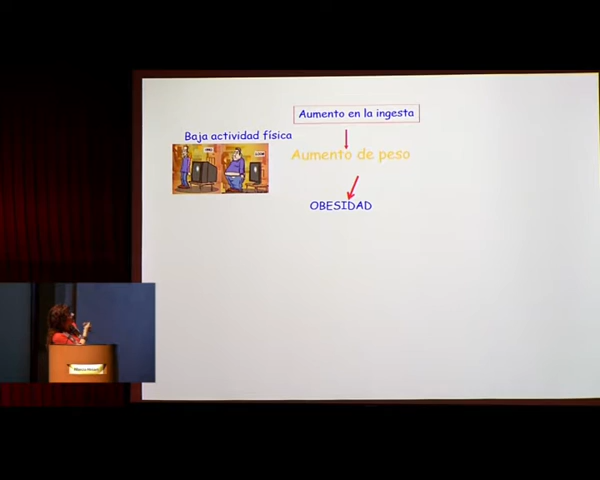 Aumento en la ingesta
Baja actividad física
Aumento de peso
OBESIDAD